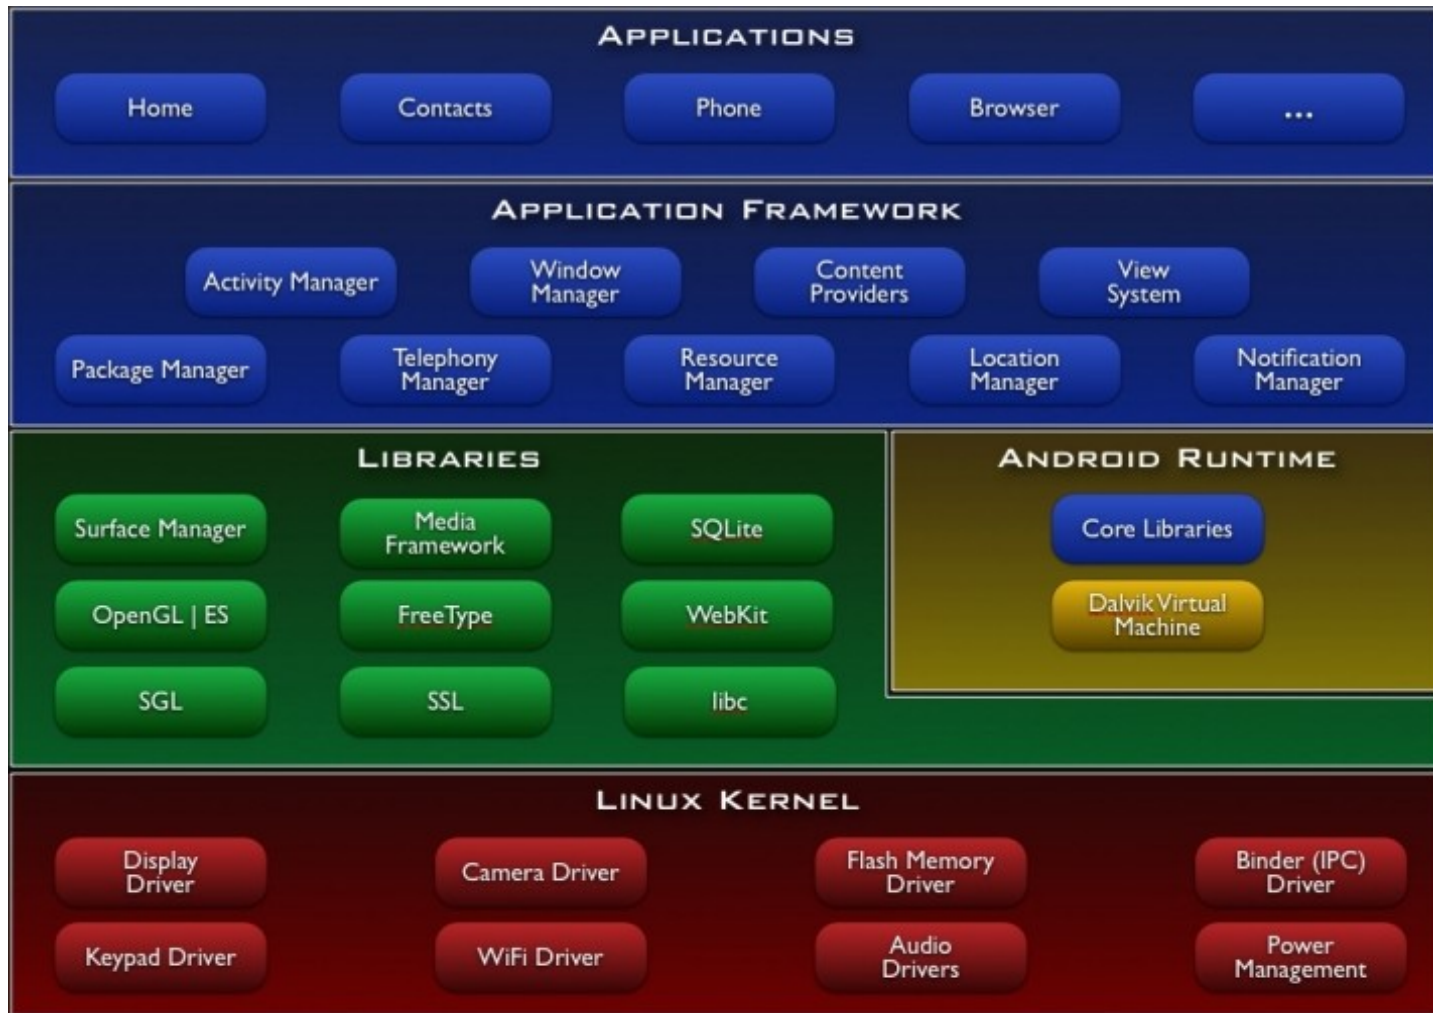 APPLICATIONS
Home
Contacts
Phone
Browser
...
APPLICATION FRAMEWORK
Activity Manager
Window
Manager
Content
Providers
View
System
Package Manager
Telephony
Manager
Resource
Manager
Location
Manager
Notification
Manager
LIBRARIES
Surface Manager
Media
Framework
SQLite
OpenGL | ES
FreeType
WebKit
SGL
SSL
libc
ANDROID RUNTIME
Core Libraries
Dalvik Virtual
Machine
LINUX KERNEL
Display
Driver
Camera Driver
Flash Memory
Driver
Binder (IPC)
Driver
Keypad Driver
WiFi Driver
Audio
Drivers
Power
Management